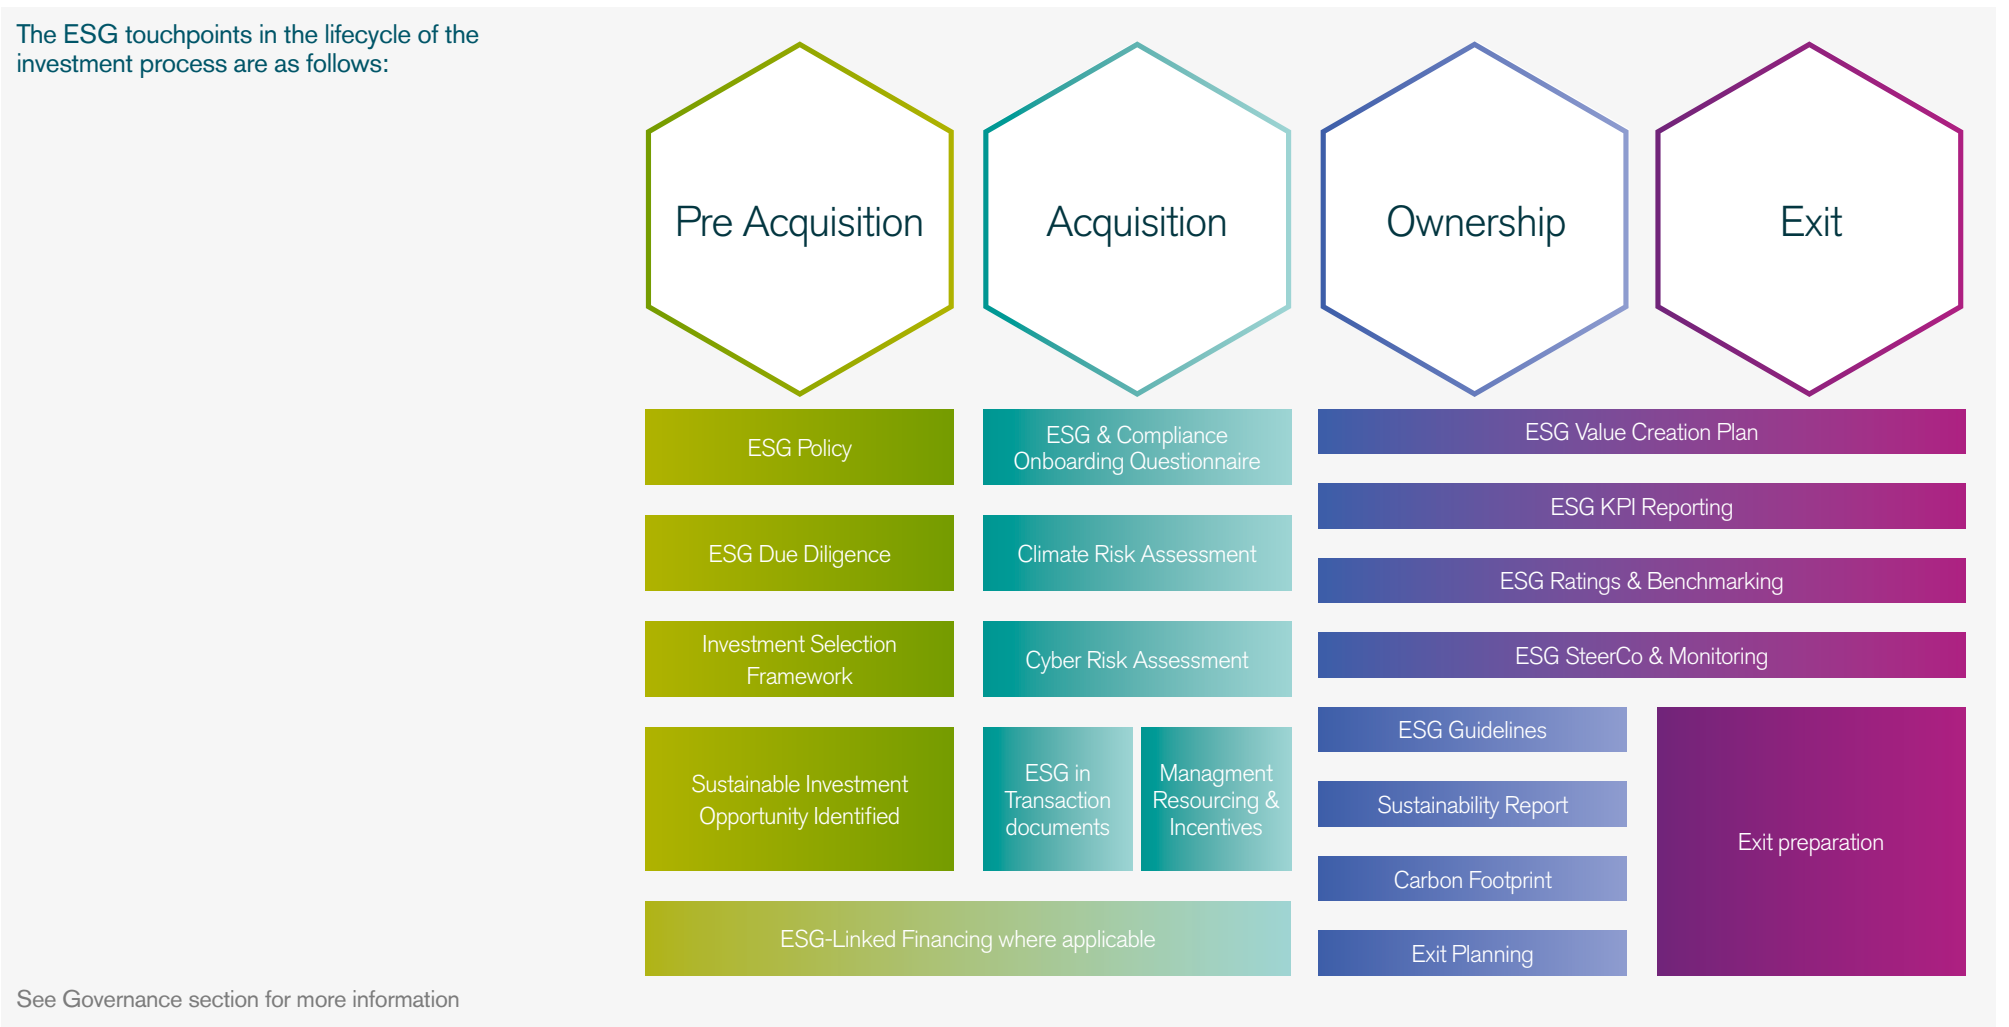 The ESG touchpoints in the lifecycle of the
investment process are as follows:
Pre Acquisition
Acquisition
Ownership
Exit
ESG Policy
ESG Due Diligence
Investment Selection
Framework
Sustainable Investment
Opportunity Identified
ESG & Compliance
Onboarding Questionnaire
Climate Risk Assessment
Cyber Risk Assessment
ESG in
Transaction
documents
Managment
Resourcing &
Incentives
ESG-Linked Financing where applicable
ESG Value Creation Plan
ESG KPI Reporting
ESG Ratings & Benchmarking
ESG SteerCo & Monitoring
ESG Guidelines
Sustainability Report
Carbon Footprint
Exit Planning
Exit preparation
See Governance section for more information